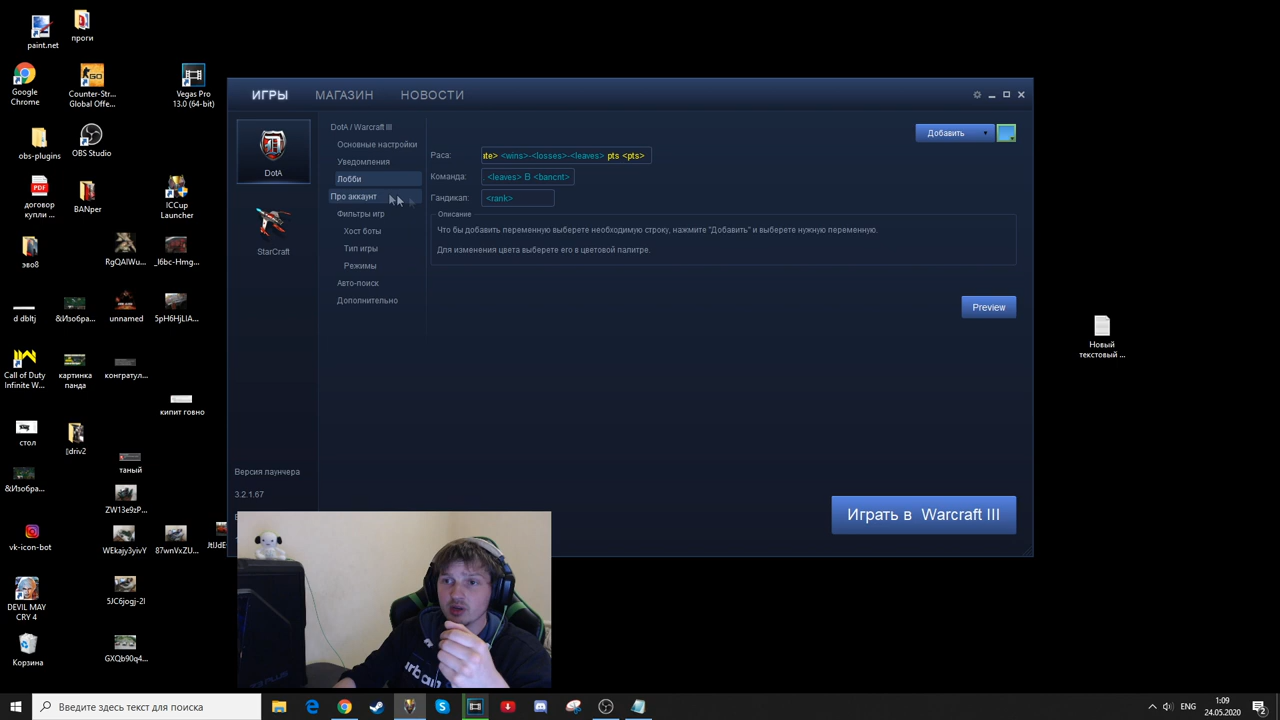 paint.net
проги
Google
Chrome
Counter-Str...
Global Offe...
Vegas Pro
13.0 (64-bit)
obs-plugins
OBS Studio
договор
купли ...
BANper
ICCup
Launcher
эво8
RgQAlWu...
_l6bc-Hmg...
d dbltj
&Изобра...
unnamed
5pH6HjLlA...
Call of Duty
Infinite W...
картинка
панда
конгратул...
кипит говно
стол
&Изобра...
таный
ZW13e9zP...
vk-icon-bot
WEkajy3yivY
87wnVxZU...
DEVIL MAY
CRY 4
5JC6jogj-2I
Корзина
GXQb90q4...
ИГРЫ
МАГАЗИН
НОВОСТИ
DotA
StarCraft
Версия лаунчера
3.2.1.67
DotA / Warcraft III
Основные настройки
Уведомления
Лобби
Про аккаунт
Фильтры игр
Хост боты
Тип игры
Режимы
Авто-поиск
Дополнительно
Добавить
Раса: ate> <wins>-<losses>-<leaves> pts <pts>
Команда: <leaves> В <bancnt>
Гандикап: <rank>
Описание
Что бы добавить переменную выберете необходимую строку, нажмите "Добавить" и выберете нужную переменную.
Для изменения цвета выберете его в цветовой палитре.
Preview
Играть в Warcraft III
Новый
текстовый ...
Введите здесь текст для поиска
ENG
1:09
24.05.2020
2